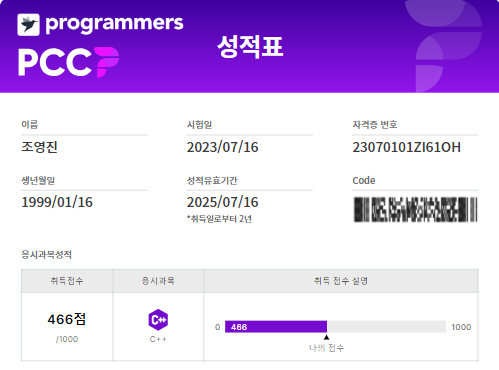 programmers
PCCP
성적표
이름
시험일
자격증 번호
조영진
2023/07/16
23070101ZI61OH
생년월일
성적유효기간
Code
1999/01/16
2025/07/16
*취득일로부터 2년
응시과목성적
취득점수
응시과목
취득 점수 설명
466점
/1000
C++
C++
0
466
1000
나의 점수